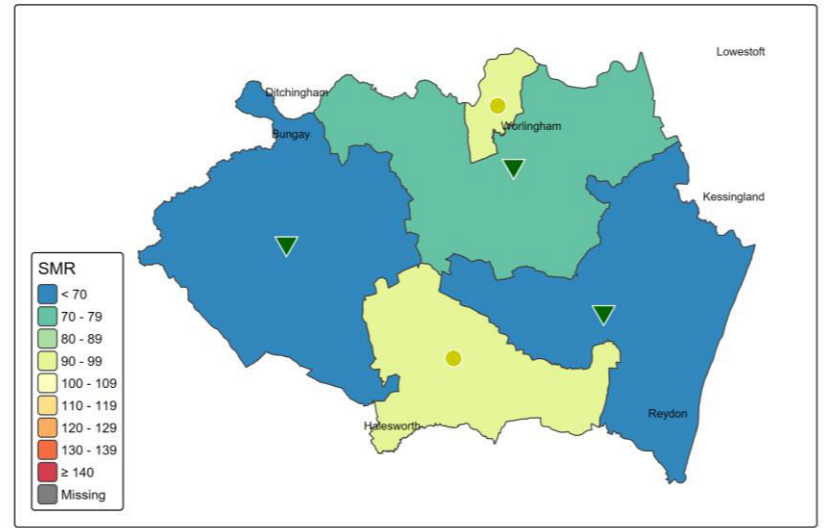 Lowestoft
Ditchingham
Worlingham
Bungay
Kessingland
SMR
< 70
70 - 79
80 - 89
90 - 99
100 - 109
110 - 119
120 - 129
130 - 139
≥ 140
Missing
Reydon
Halesworth